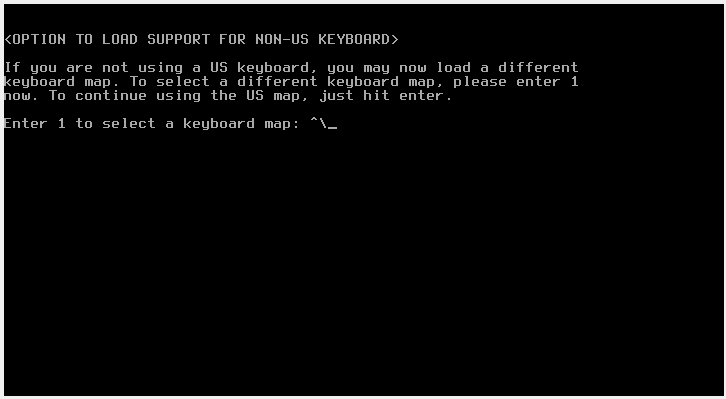 <OPTION TO LOAD SUPPORT FOR NON-US KEYBOARD>
If you are not using a US keyboard, you may now load a different
keyboard map. To select a different keyboard map, please enter 1
now. To continue using the US map, just hit enter.
Enter 1 to select a keyboard map: ^\_